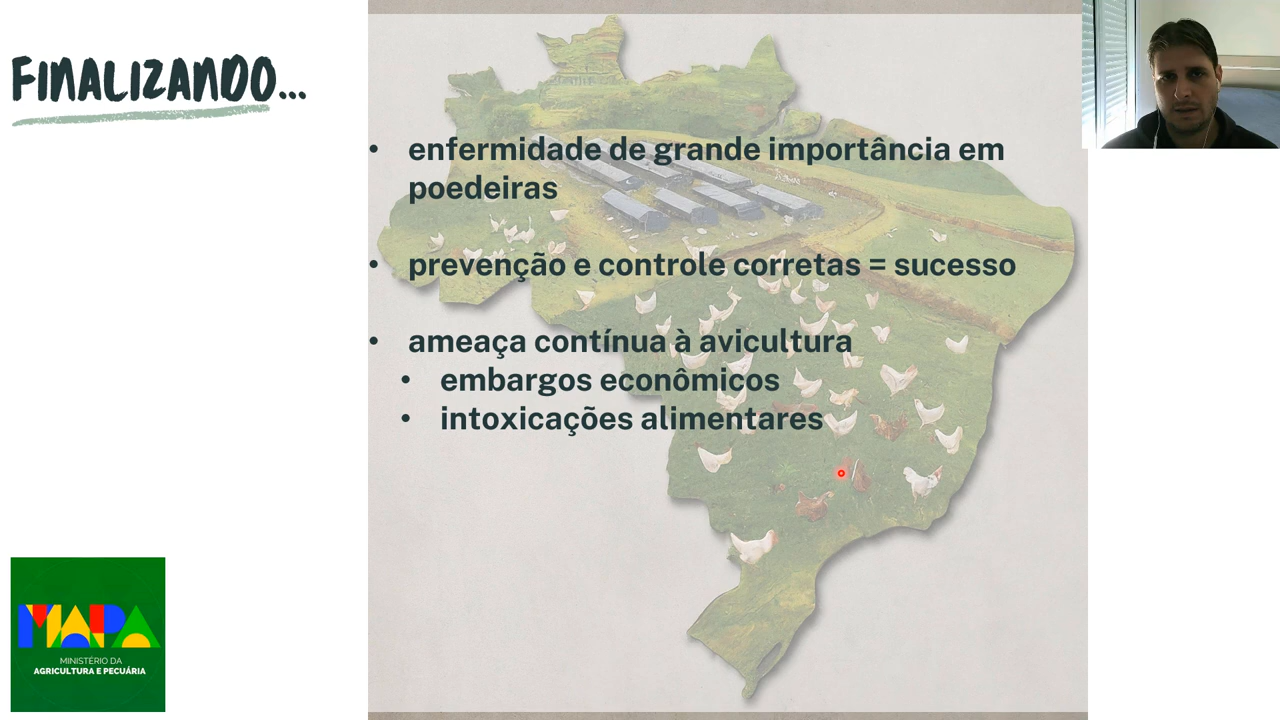 FINALIZANDO...
• enfermidade de grande importância em
poedeiras
• prevenção e controle corretas = sucesso
• ameaça contínua à avicultura
• embargos econômicos
• intoxicações alimentares
MAPA
MINISTÉRIO DA
AGRICULTURA E PECUÁRIA